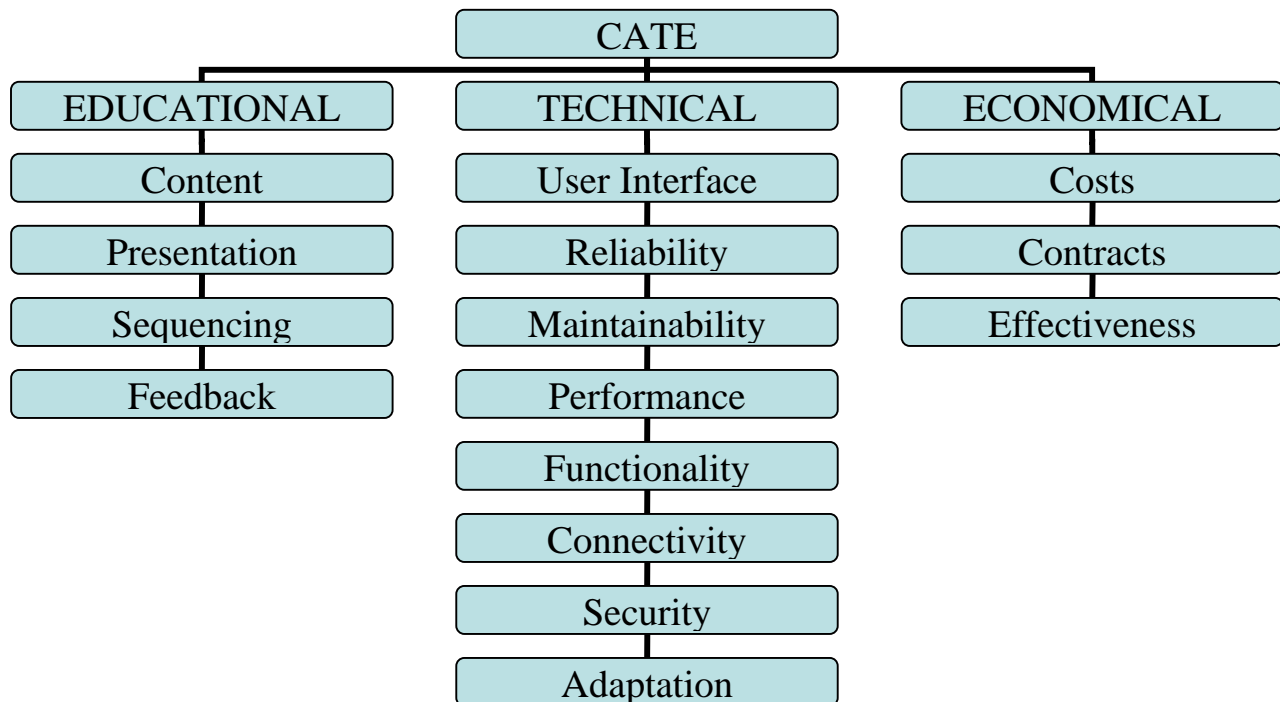 CATE
EDUCATIONAL
Content
Presentation
Sequencing
Feedback
TECHNICAL
User Interface
Reliability
Maintainability
Performance
Functionality
Connectivity
Security
Adaptation
ECONOMICAL
Costs
Contracts
Effectiveness